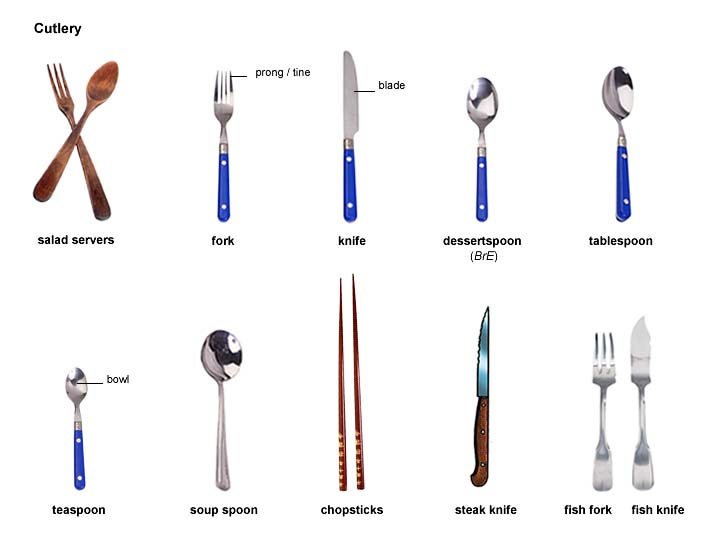 Cutlery
prong / tine
blade
salad servers
fork
knife
dessertspoon
(BrE)
tablespoon
bowl
teaspoon
soup spoon
chopsticks
steak knife
fish fork
fish knife